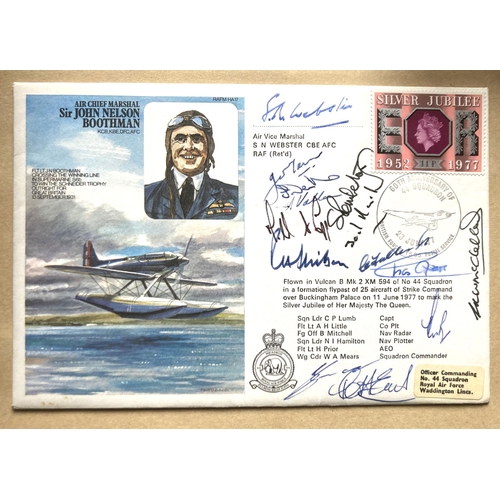 AIR CHIEF MARSHAL
Sir JOHN NELSON
BOOTHMAN
KCB, KBE, DFC, AFC
RAFM HA17
FLT LT J N BOOTHMAN
CROSSING THE WINNING LINE
IN SUPERMARINE S6B
TO WIN THE SCHNEIDER TROPHY
OUTRIGHT FOR
GREAT BRITAIN
13 SEPTEMBER 1931
S N Webster
Air Vice Marshal
S N WEBSTER CBE AFC
RAF (Ret'd)
SILVER JUBILEE
E R
11P
1952 1977
60TH ANNIVERSARY OF
SQUADRON
Flown in Vulcan B Mk 2 XM 594 of No 44 Squadron
in a formation flypast of 25 aircraft of Strike Command
over Buckingham Palace on 11 June 1977 to mark the
Silver Jubilee of Her Majesty The Queen.
Sqn Ldr C P Lumb Capt
Flt Lt A H Little Co Plt
Fg Off B Mitchell Nav Radar
Sqn Ldr N I Hamilton Nav Plotter
Flt Lt H Prior AEO
Wg Cdr W A Mears Squadron Commander
Officer Commanding
No. 44 Squadron
Royal Air Force
Waddington Lincs.